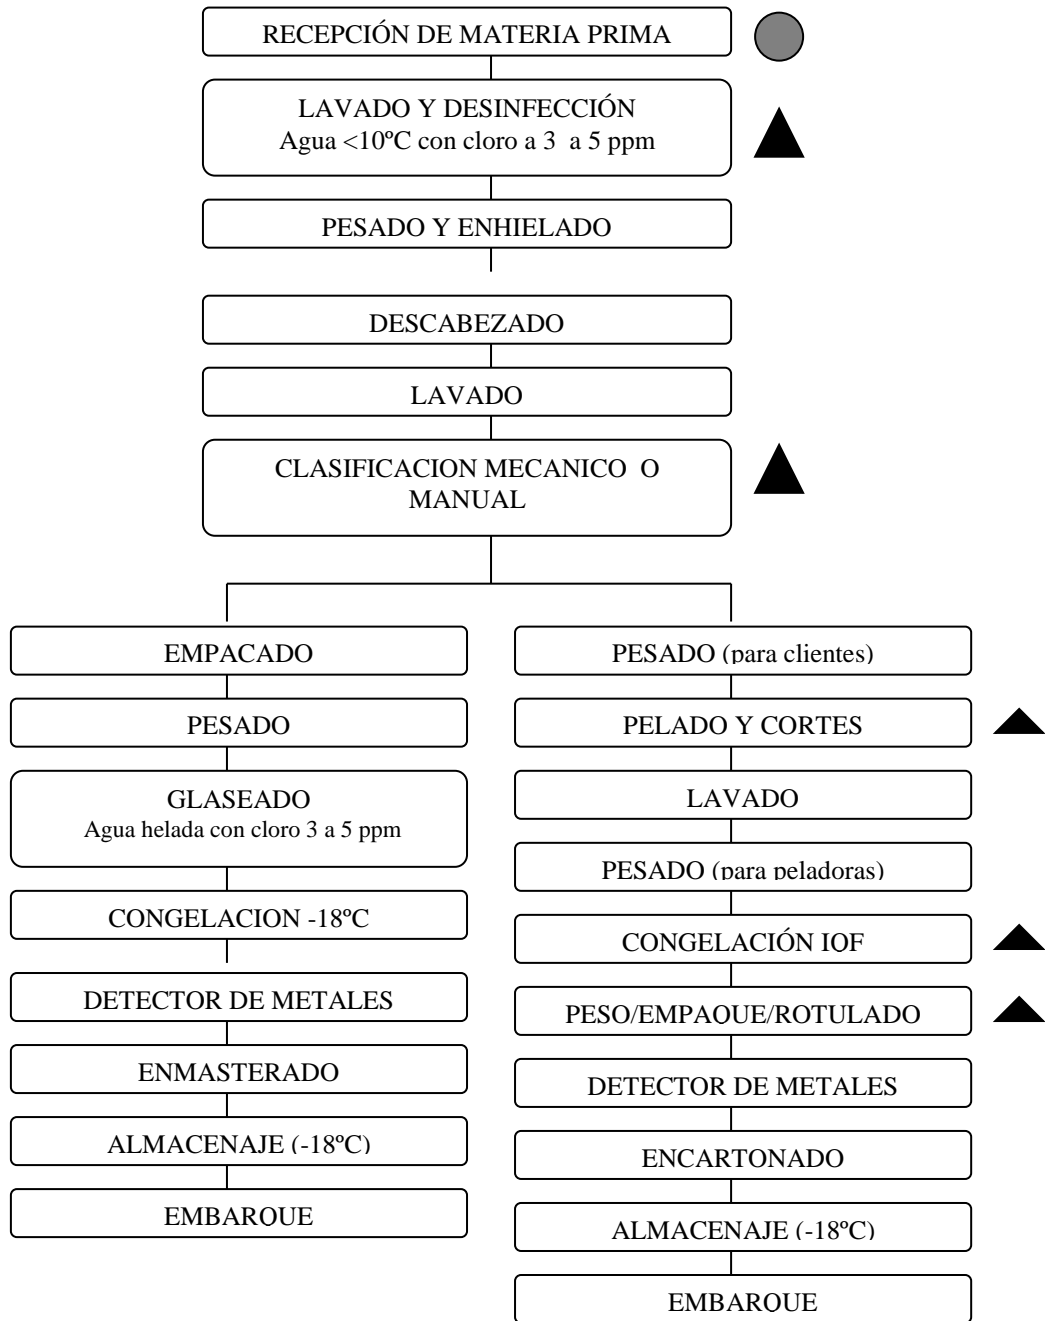 RECEPCIÓN DE MATERIA PRIMA
LAVADO Y DESINFECCIÓN
Agua <10ºC con cloro a 3 a 5 ppm
PESADO Y ENHIELADO
DESCABEZADO
LAVADO
CLASIFICACION MECANICO O
MANUAL
EMPACADO
PESADO
GLASEADO
Agua helada con cloro 3 a 5 ppm
CONGELACION -18ºC
DETECTOR DE METALES
ENMASTERADO
ALMACENAJE (-18ºC)
EMBARQUE
PESADO (para clientes)
PELADO Y CORTES
LAVADO
PESADO (para peladoras)
CONGELACIÓN IQF
PESO/EMPAQUE/ROTULADO
DETECTOR DE METALES
ENCARTONADO
ALMACENAJE (-18ºC)
EMBARQUE